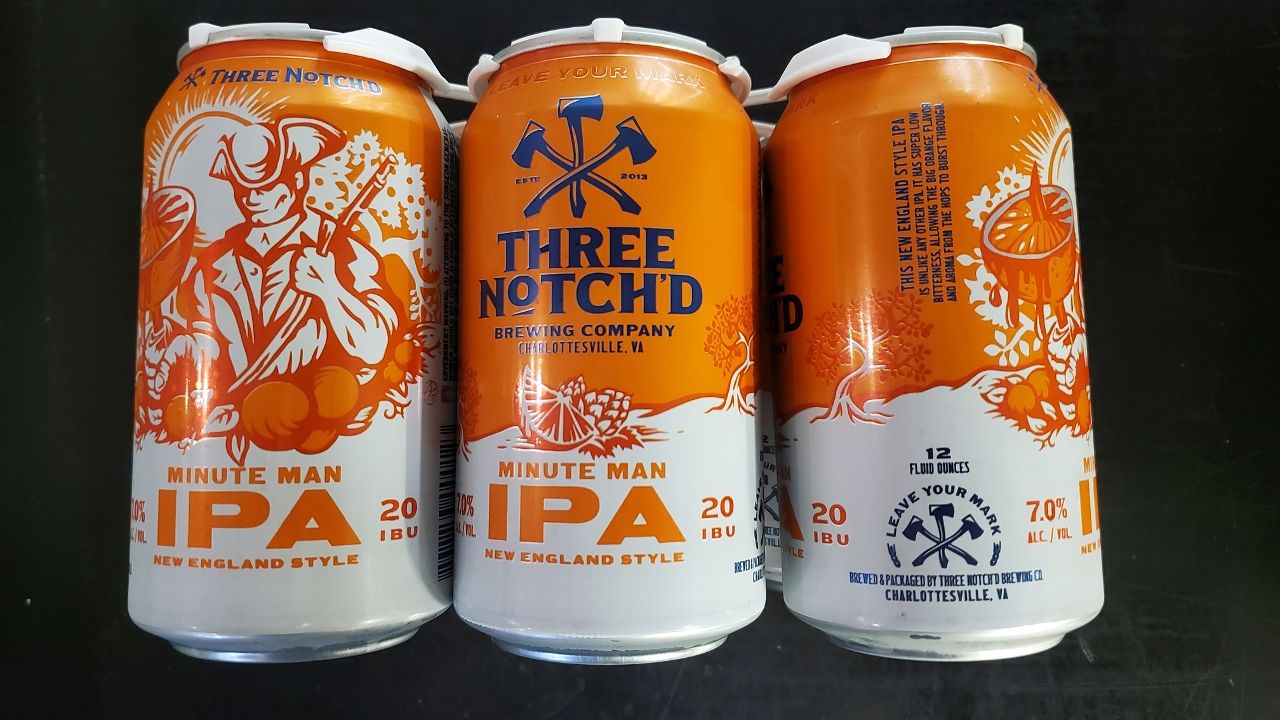 THREE NOTCH'D
MINUTE MAN
IPA
NEW ENGLAND STYLE
20
IBU
LEAVE YOUR MARK
ESTD 2013
THREE
NOTCH'D
BREWING COMPANY
CHARLOTTESVILLE, VA
MINUTE MAN
IPA
NEW ENGLAND STYLE
7.0%
20
IBU
THIS NEW ENGLAND STYLE IPA
IS UNLIKE ANY OTHER IPA. IT HAS SUPER LOW
BITTERNESS, ALLOWING THE BIG ORANGE FLAVOR
AND AROMA FROM THE HOPS TO BURST THROUGH.
20
IBU
12
FLUID OUNCES
LEAVE YOUR MARK
7.0%
ALC. / VOL.
BREWED & PACKAGED BY THREE NOTCH'D BREWING CO.
CHARLOTTESVILLE, VA